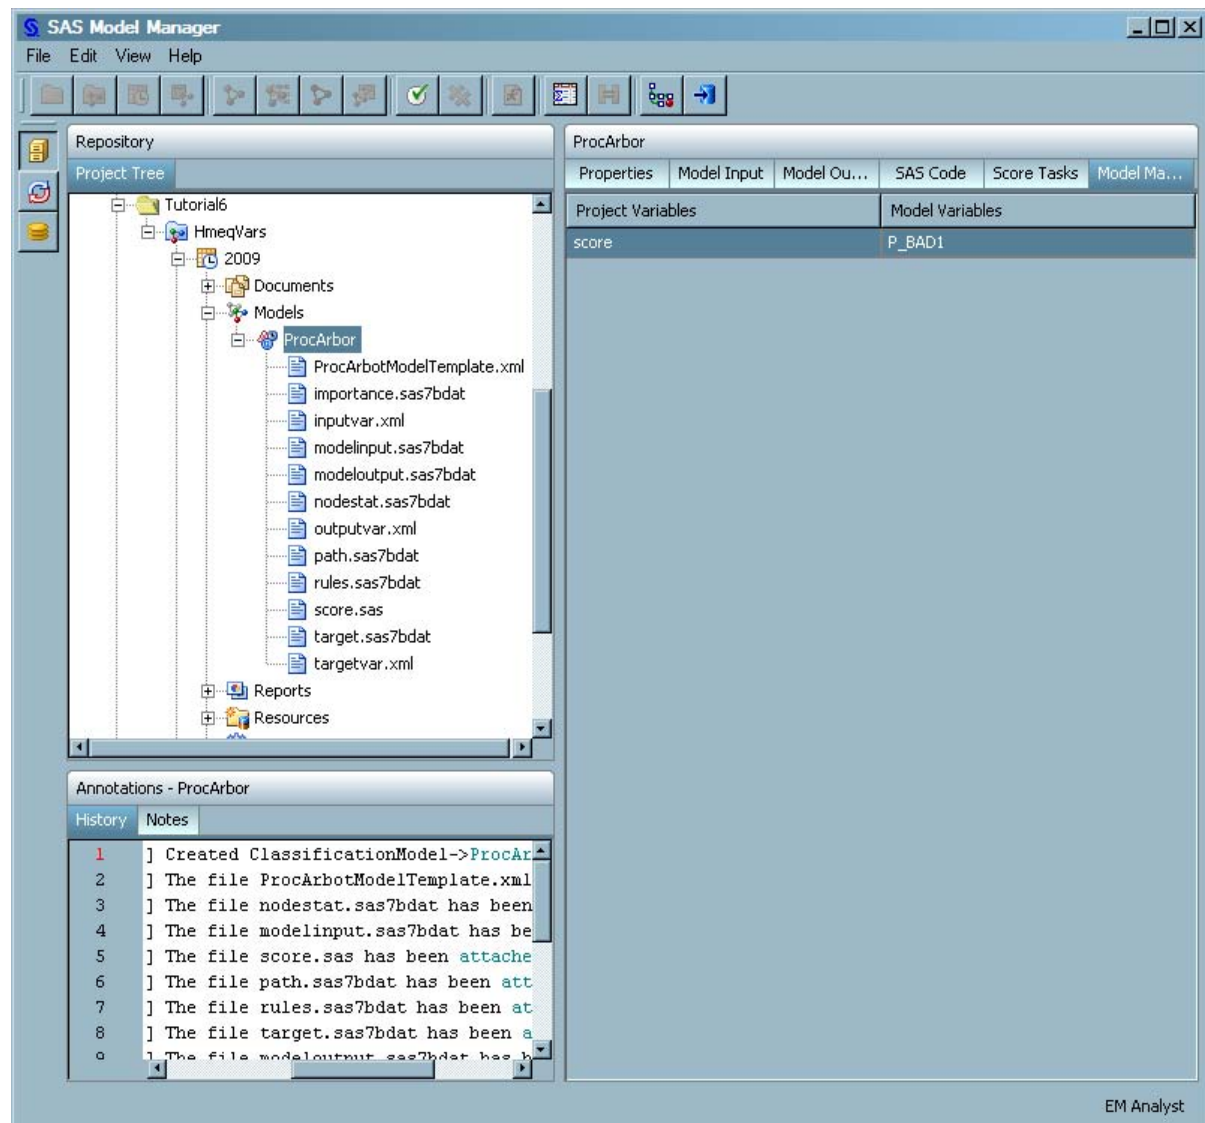 SAS Model Manager
File Edit View Help
Repository
Project Tree
Tutorial6
HmeqVars
2009
Documents
Models
ProcArbor
ProcArbotModelTemplate.xml
importance.sas7bdat
inputvar.xml
modelinput.sas7bdat
modeloutput.sas7bdat
nodestat.sas7bdat
outputvar.xml
path.sas7bdat
rules.sas7bdat
score.sas
target.sas7bdat
targetvar.xml
Reports
Resources
Annotations - ProcArbor
History Notes
1 ] Created ClassificationModel->ProcAr
2 ] The file ProcArbotModelTemplate.xml
3 ] The file nodestat.sas7bdat has been
4 ] The file modelinput.sas7bdat has be
5 ] The file score.sas has been attache
6 ] The file path.sas7bdat has been att
7 ] The file rules.sas7bdat has been at
8 ] The file target.sas7bdat has been a
9 ] The file modeloutput.sas7bdat has b
ProcArbor
Properties Model Input Model Ou... SAS Code Score Tasks Model Ma...
Project Variables Model Variables
score P_BAD1
EM Analyst